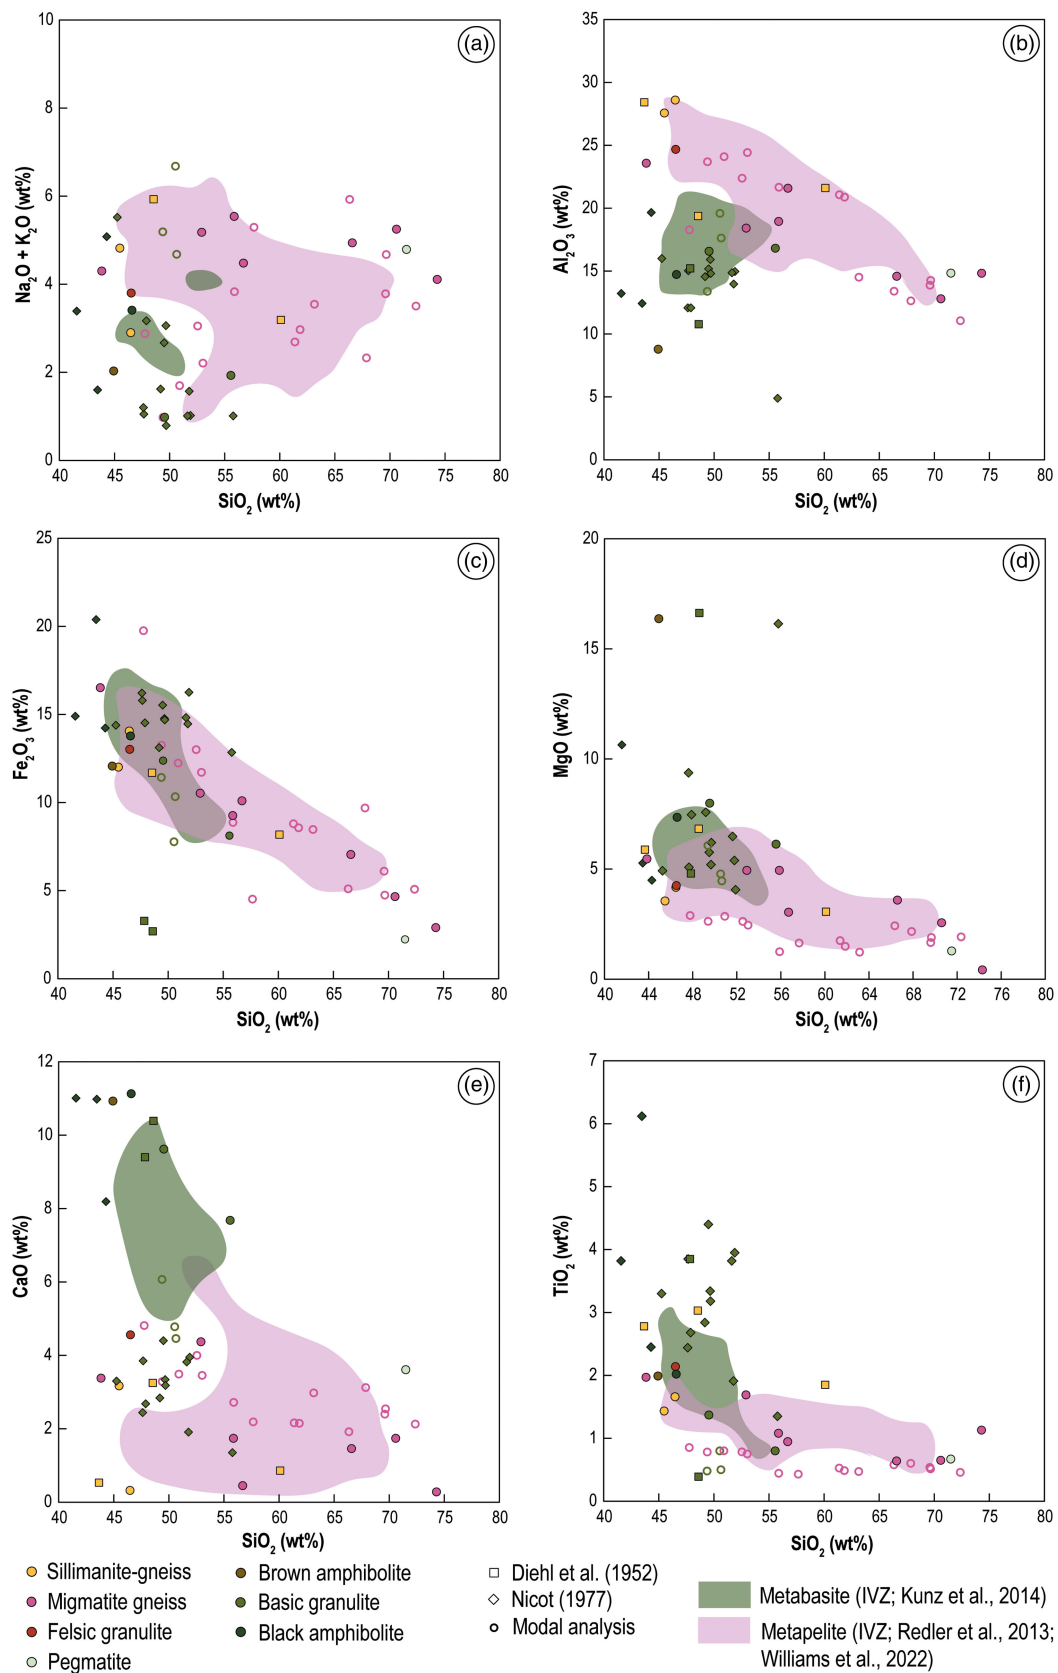 (a)
10
8
6
4
2
0
40 45 50 55 60 65 70 75 80
Na2O + K2O (wt%)
SiO2 (wt%)
(b)
35
30
25
20
15
10
5
0
40 45 50 55 60 65 70 75 80
Al2O3 (wt%)
SiO2 (wt%)
(c)
25
20
15
10
5
0
40 45 50 55 60 65 70 75 80
Fe2O3 (wt%)
SiO2 (wt%)
(d)
20
15
10
5
0
40 44 48 52 56 60 64 68 72 76 80
MgO (wt%)
SiO2 (wt%)
(e)
12
10
8
6
4
2
0
40 45 50 55 60 65 70 75 80
CaO (wt%)
SiO2 (wt%)
(f)
7
6
5
4
3
2
1
0
40 45 50 55 60 65 70 75 80
TiO2 (wt%)
SiO2 (wt%)
Sillimanite-gneiss
Migmatite gneiss
Felsic granulite
Pegmatite
Brown amphibolite
Basic granulite
Black amphibolite
Diehl et al. (1952)
Nicot (1977)
Modal analysis
Metabasite (IVZ; Kunz et al., 2014)
Metapelite (IVZ; Redler et al., 2013;
Williams et al., 2022)